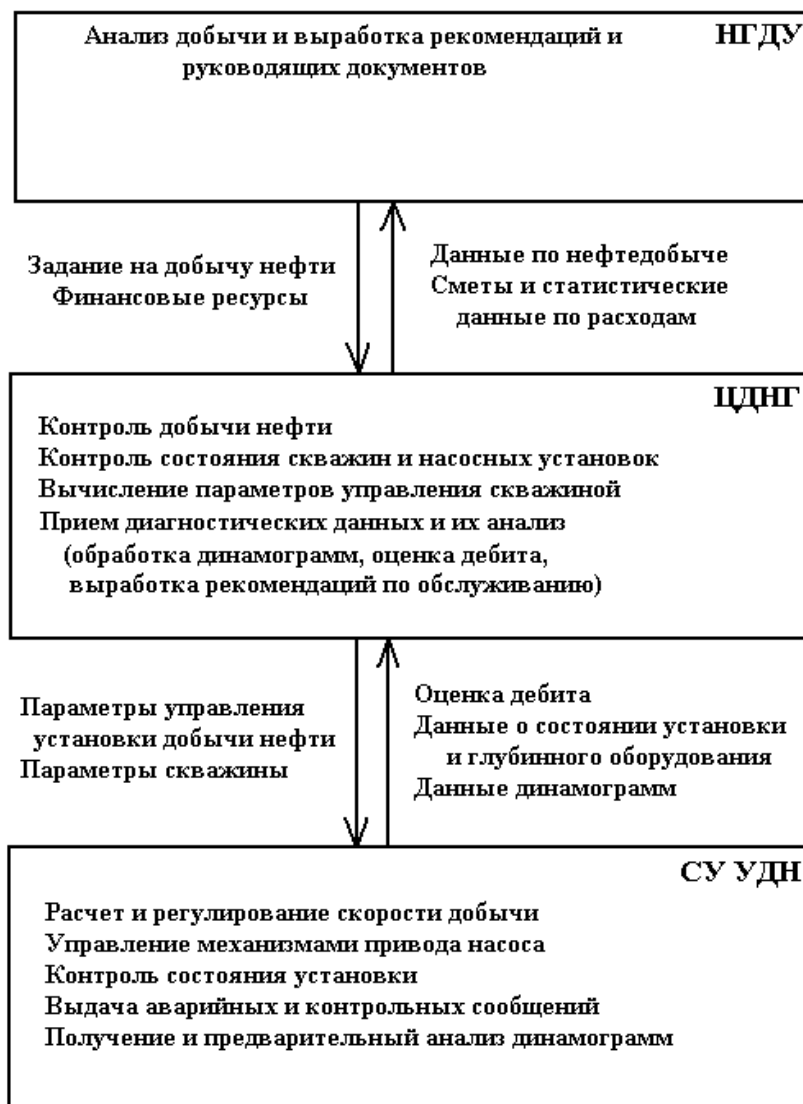 НГДУ
Анализ добычи и выработка рекомендаций и
руководящих документов
Задание на добычу нефти
Финансовые ресурсы
Данные по нефтедобыче
Сметы и статистические
данные по расходам
ЦДНГ
Контроль добычи нефти
Контроль состояния скважин и насосных установок
Вычисление параметров управления скважиной
Прием диагностических данных и их анализ
(обработка динамограмм, оценка дебита,
выработка рекомендаций по обслуживанию)
Параметры управления
установки добычи нефти
Параметры скважины
Оценка дебита
Данные о состоянии установки
и глубинного оборудования
Данные динамограмм
СУ УДН
Расчет и регулирование скорости добычи
Управление механизмами привода насоса
Контроль состояния установки
Выдача аварийных и контрольных сообщений
Получение и предварительный анализ динамограмм